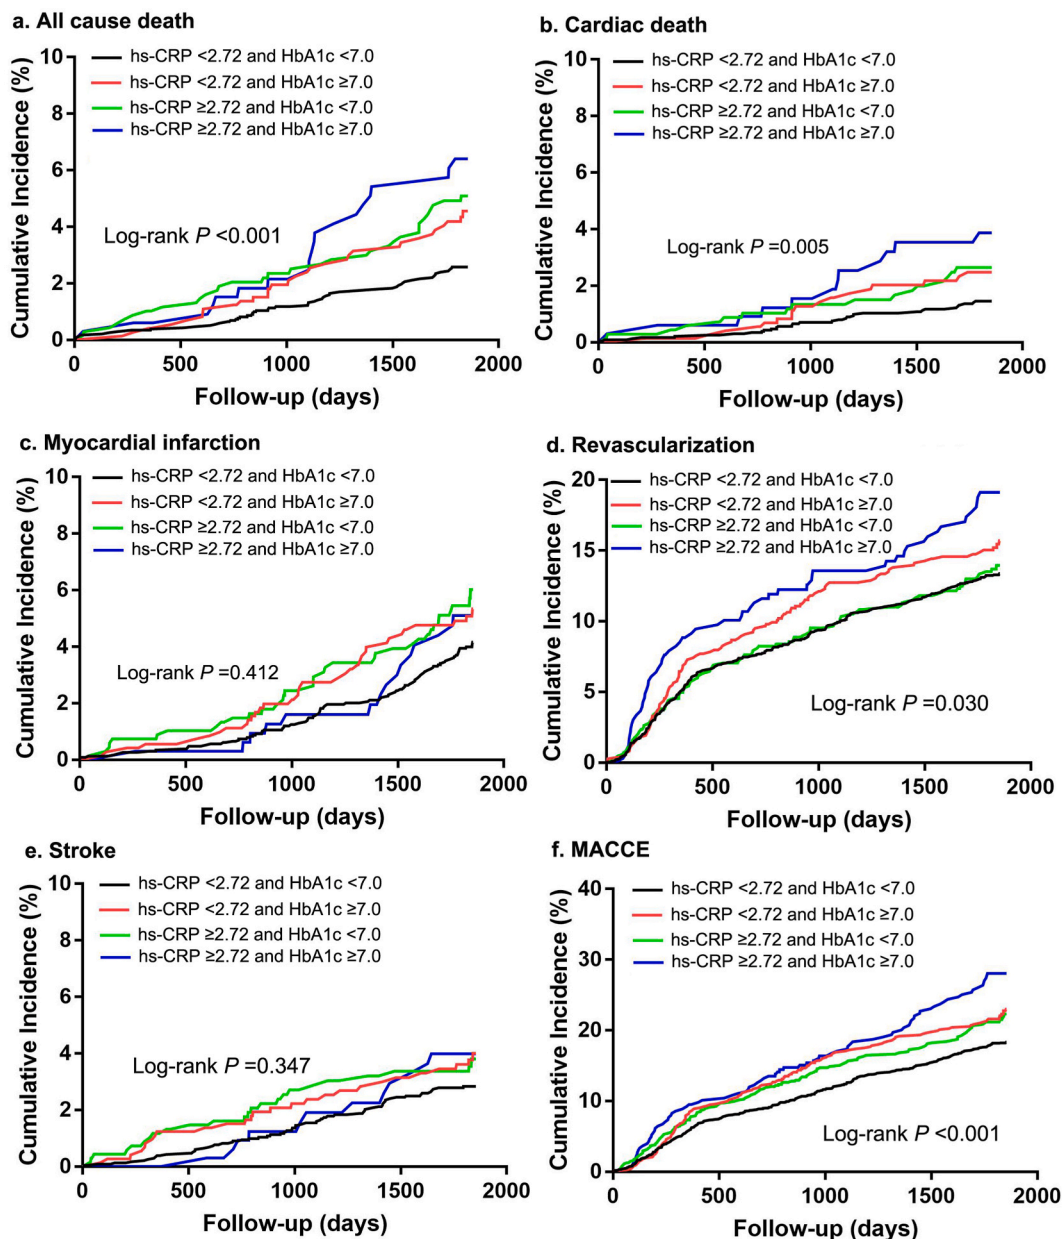 a. All cause death
hs-CRP <2.72 and HbA1c <7.0
hs-CRP <2.72 and HbA1c ≥7.0
hs-CRP ≥2.72 and HbA1c <7.0
hs-CRP ≥2.72 and HbA1c ≥7.0
Log-rank P <0.001
Cumulative Incidence (%)
10
8
6
4
2
0
0 500 1000 1500 2000
Follow-up (days)
b. Cardiac death
hs-CRP <2.72 and HbA1c <7.0
hs-CRP <2.72 and HbA1c ≥7.0
hs-CRP ≥2.72 and HbA1c <7.0
hs-CRP ≥2.72 and HbA1c ≥7.0
Log-rank P =0.005
Cumulative Incidence (%)
10
8
6
4
2
0
0 500 1000 1500 2000
Follow-up (days)
c. Myocardial infarction
hs-CRP <2.72 and HbA1c <7.0
hs-CRP <2.72 and HbA1c ≥7.0
hs-CRP ≥2.72 and HbA1c <7.0
hs-CRP ≥2.72 and HbA1c ≥7.0
Log-rank P =0.412
Cumulative Incidence (%)
10
8
6
4
2
0
0 500 1000 1500 2000
Follow-up (days)
d. Revascularization
hs-CRP <2.72 and HbA1c <7.0
hs-CRP <2.72 and HbA1c ≥7.0
hs-CRP ≥2.72 and HbA1c <7.0
hs-CRP ≥2.72 and HbA1c ≥7.0
Log-rank P =0.030
Cumulative Incidence (%)
20
15
10
5
0
0 500 1000 1500 2000
Follow-up (days)
e. Stroke
hs-CRP <2.72 and HbA1c <7.0
hs-CRP <2.72 and HbA1c ≥7.0
hs-CRP ≥2.72 and HbA1c <7.0
hs-CRP ≥2.72 and HbA1c ≥7.0
Log-rank P =0.347
Cumulative Incidence (%)
10
8
6
4
2
0
0 500 1000 1500 2000
Follow-up (days)
f. MACCE
hs-CRP <2.72 and HbA1c <7.0
hs-CRP <2.72 and HbA1c ≥7.0
hs-CRP ≥2.72 and HbA1c <7.0
hs-CRP ≥2.72 and HbA1c ≥7.0
Log-rank P <0.001
Cumulative Incidence (%)
40
30
20
10
0
0 500 1000 1500 2000
Follow-up (days)